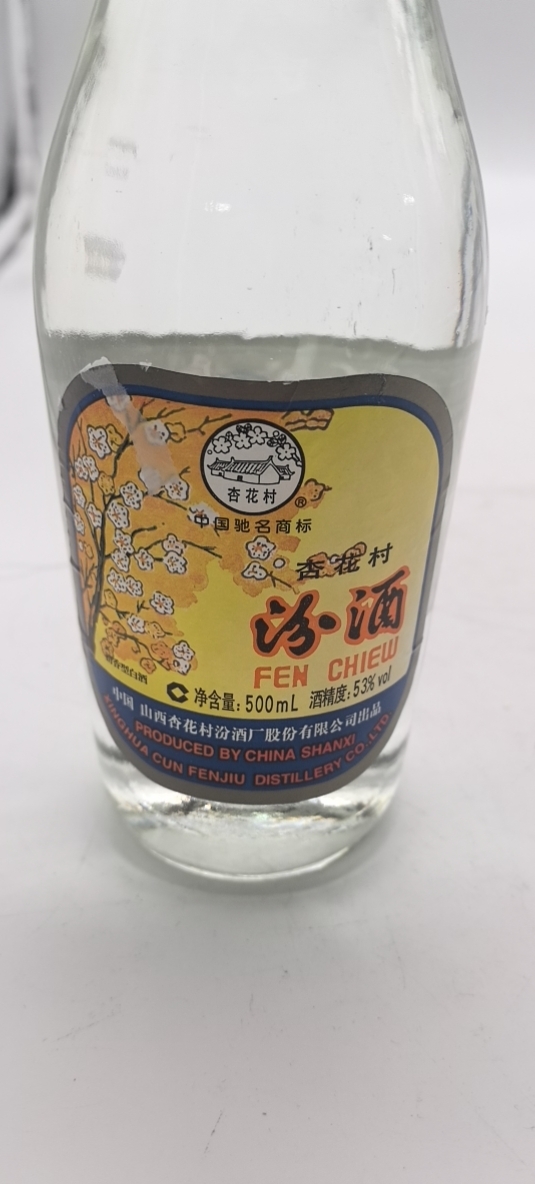 杏花村
®
中国驰名商标
杏花村
汾酒
FEN CHIEW
净含量:500mL 酒精度:53%vol
中国 山西杏花村汾酒厂股份有限公司出品
PRODUCED BY CHINA SHANXI
XINGHUA CUN FENJIU DISTILLERY CO.,LTD